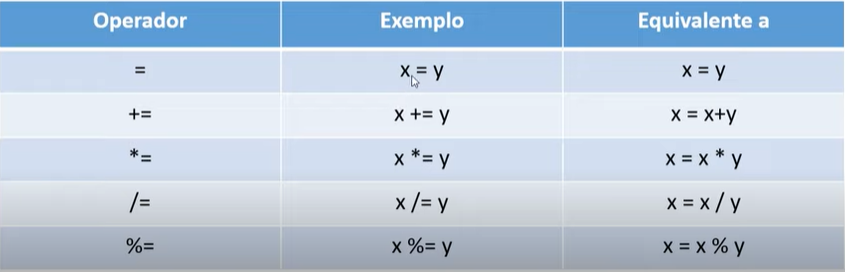 Operador Exemplo Equivalente a
= x = y x = y
+= x += y x = x+y
*= x *= y x = x * y
/= x /= y x = x / y
%= x %= y x = x % y